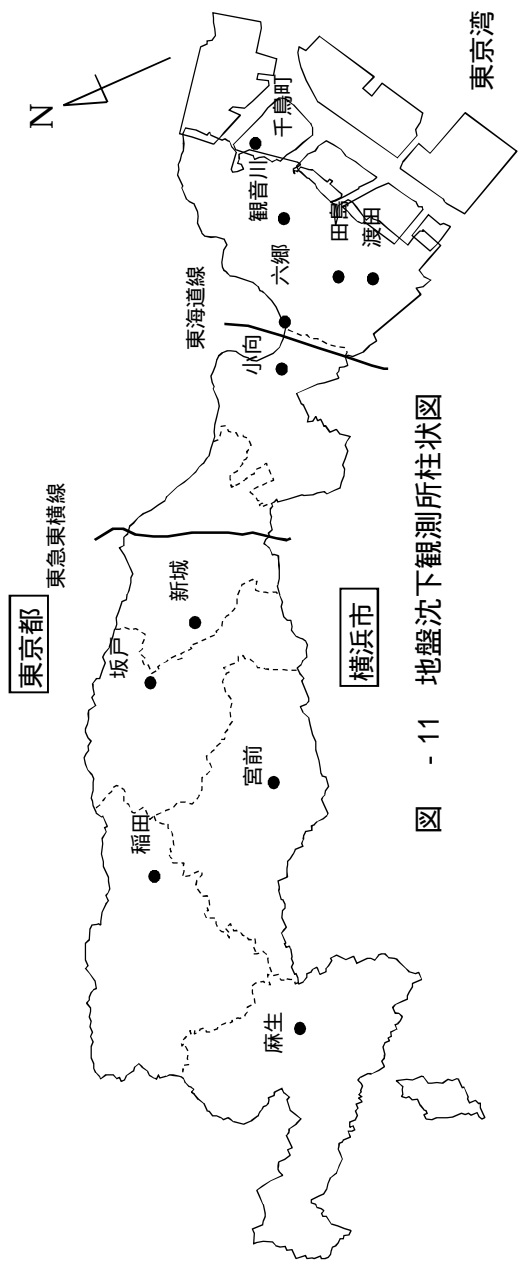 N
東京湾
千鳥町
観音川
田島
渡田
六郷
東海道線
小向
東急東横線
東京都
新城
坂戸
横浜市
宮前
稲田
麻生
図　- 11　地盤沈下観測所柱状図